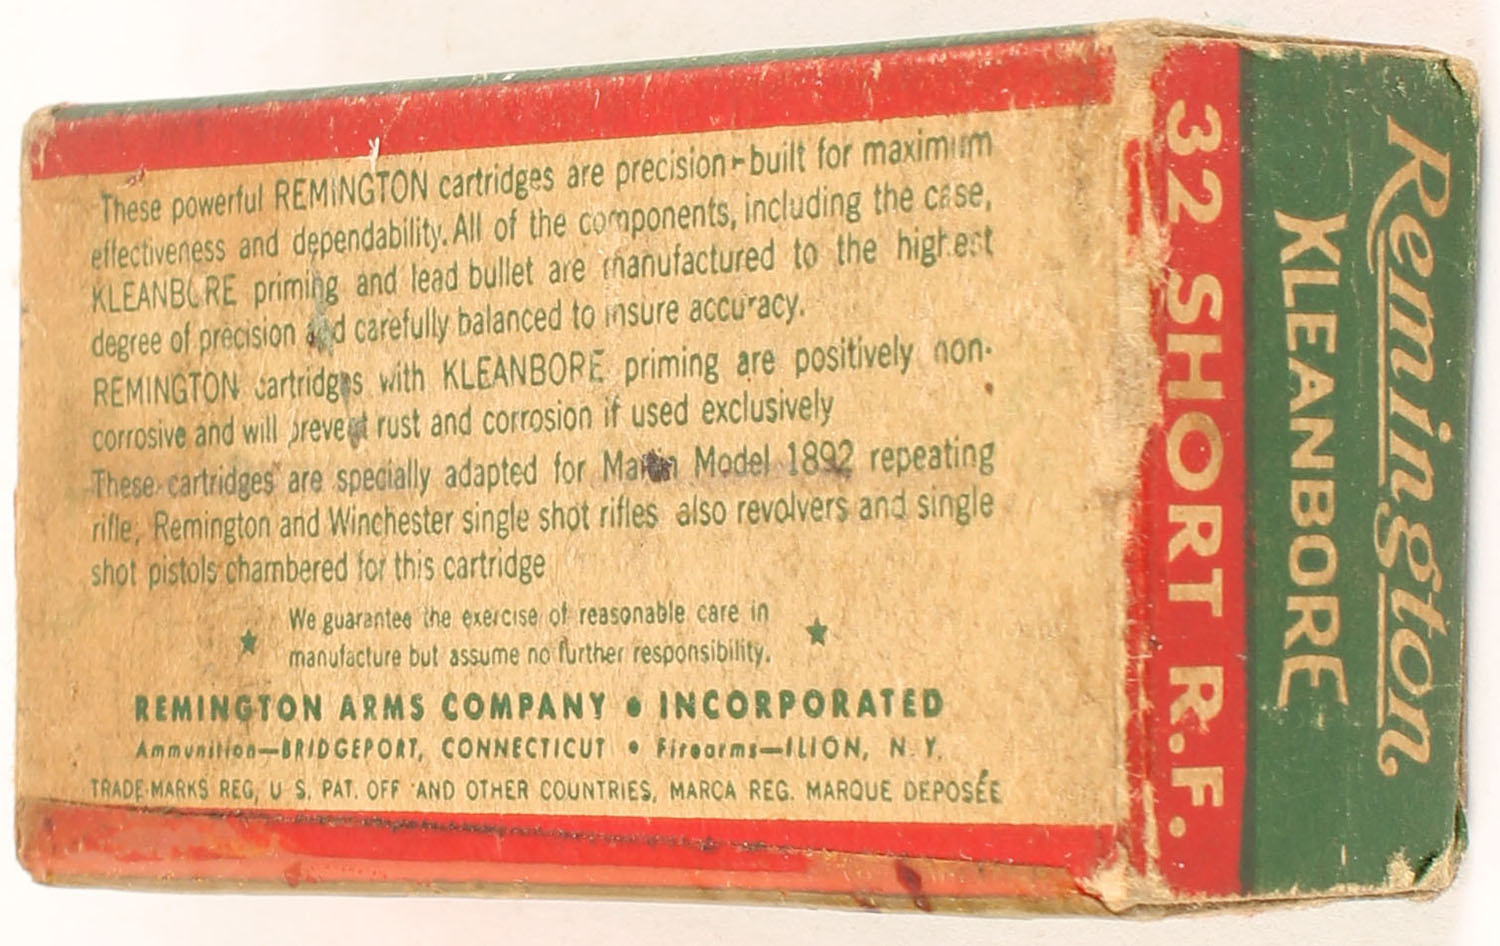 These powerful REMINGTON cartridges are precision-built for maximum
effectiveness and dependability. All of the components, including the case,
KLEANBORE priming and lead bullet are manufactured to the highest
degree of precision and carefully balanced to insure accuracy.
REMINGTON cartridges with KLEANBORE priming are positively non-
corrosive and will prevent rust and corrosion if used exclusively
These cartridges are specially adapted for Marlin Model 1892 repeating
rifle, Remington and Winchester single shot rifles also revolvers and single
shot pistols chambered for this cartridge
We guarantee the exercise of reasonable care in
manufacture but assume no further responsibility.
REMINGTON ARMS COMPANY • INCORPORATED
Ammunition—BRIDGEPORT, CONNECTICUT • Firearms—ILION, N. Y.
TRADE-MARKS REG, U S, PAT. OFF AND OTHER COUNTRIES, MARCA REG. MARQUE DEPOSÉE
32 SHORT R.F.
Remington
KLEANBORE